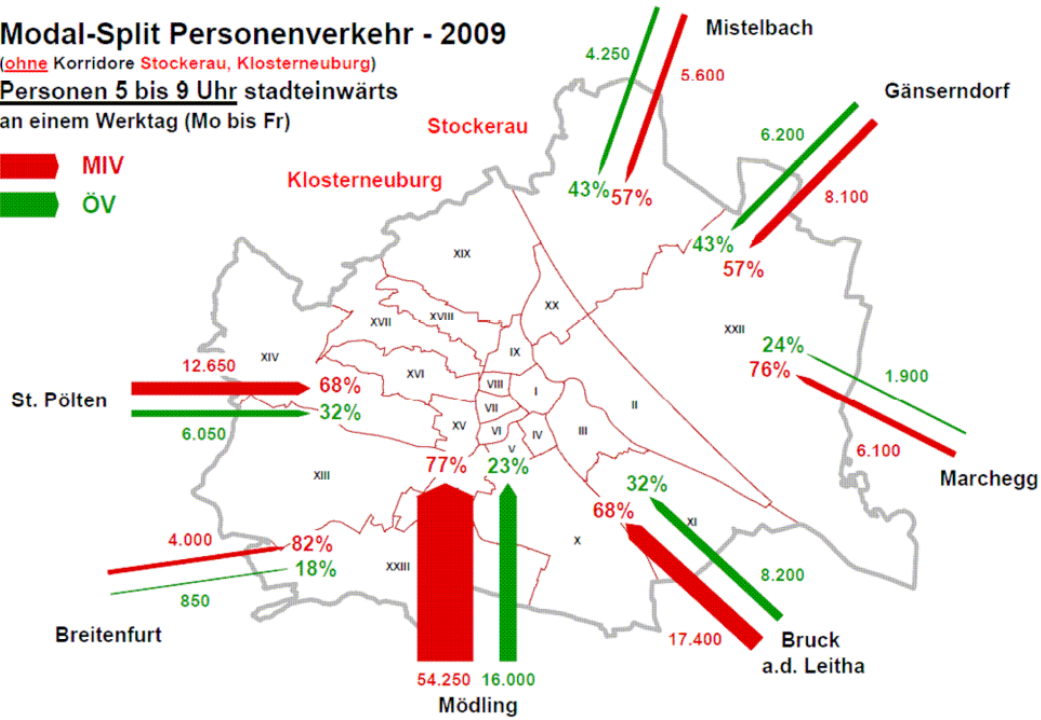 Modal-Split Personenverkehr - 2009
(ohne Korridore Stockerau, Klosterneuburg)
Personen 5 bis 9 Uhr stadteinwärts
an einem Werktag (Mo bis Fr)
MIV
ÖV
Mistelbach
4.250
5.600
43%
57%
Gänserndorf
6.200
8.100
43%
57%
Stockerau
Klosterneuburg
XIX
XX
XVII
XVIII
XXII
XIV
IX
XVI
VIII
I
VII
II
XV
VI
IV
III
V
XIII
XI
X
XXIII
24%
76%
1.900
6.100
Marchegg
St. Pölten
12.650
68%
32%
6.050
77%
23%
54.250
16.000
Mödling
32%
68%
8.200
17.400
Bruck
a.d. Leitha
4.000
82%
18%
850
Breitenfurt